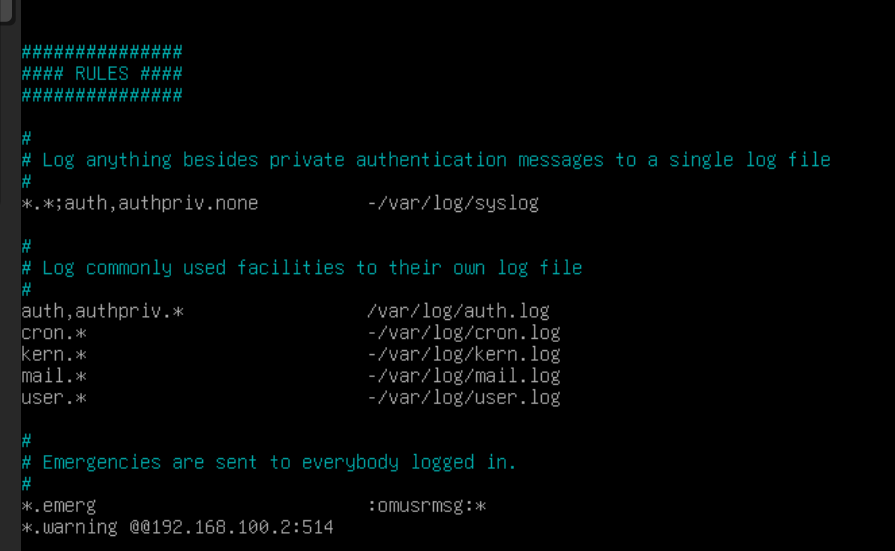 ###############
#### RULES ####
###############
#
# Log anything besides private authentication messages to a single log file
#
*.*;auth,authpriv.none -/var/log/syslog
#
# Log commonly used facilities to their own log file
#
auth,authpriv.* /var/log/auth.log
cron.* -/var/log/cron.log
kern.* -/var/log/kern.log
mail.* -/var/log/mail.log
user.* -/var/log/user.log
#
# Emergencies are sent to everybody logged in.
#
*.emerg :omusrmsg:*
*.warning @@192.168.100.2:514